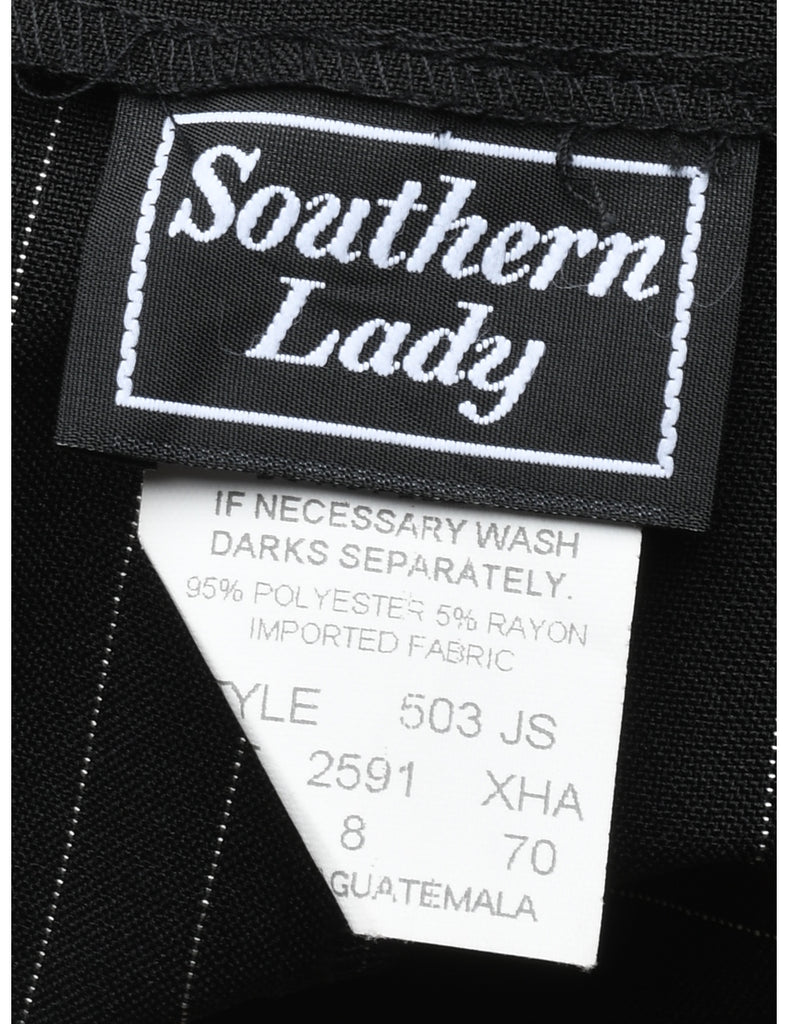 Southern
Lady
IF NECESSARY WASH
DARKS SEPARATELY.
95% POLYESTER 5% RAYON
IMPORTED FABRIC
YLE 503 JS
2591 XHA
8 70
GUATEMALA